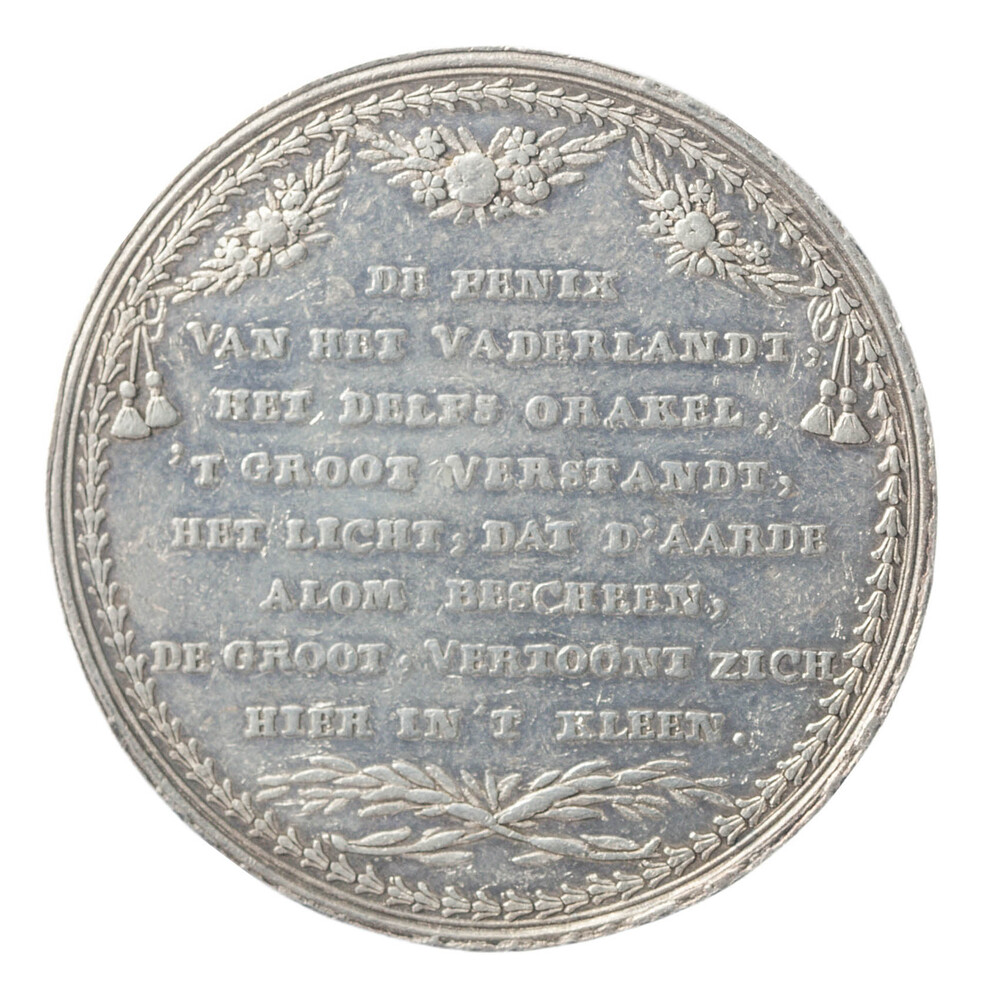 DE FENIX
VAN HET VADERLANDT,
HET DELFS ORAKEL,
'T GROOT VERSTANDT,
HET LICHT, DAT D'AARDE
ALOM BESCHEEN,
DE GROOT, VERTOONT ZICH
HIER IN 'T KLEEN.